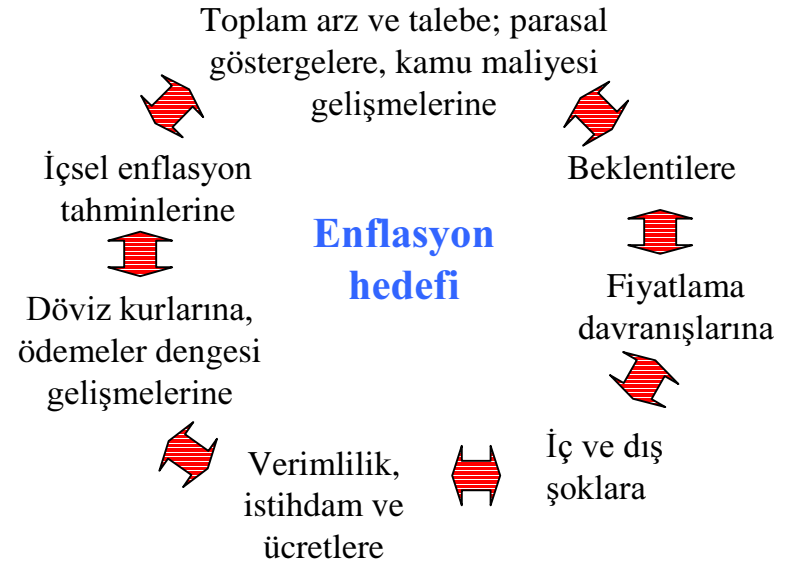 Toplam arz ve talebe; parasal
göstergelere, kamu maliyesi
gelişmelerine
Beklentilere
Fiyatlama
davranışlarına
İç ve dış
şoklara
Verimlilik,
istihdam ve
ücretlere
Döviz kurlarına,
ödemeler dengesi
gelişmelerine
İçsel enflasyon
tahminlerine
Enflasyon
hedefi